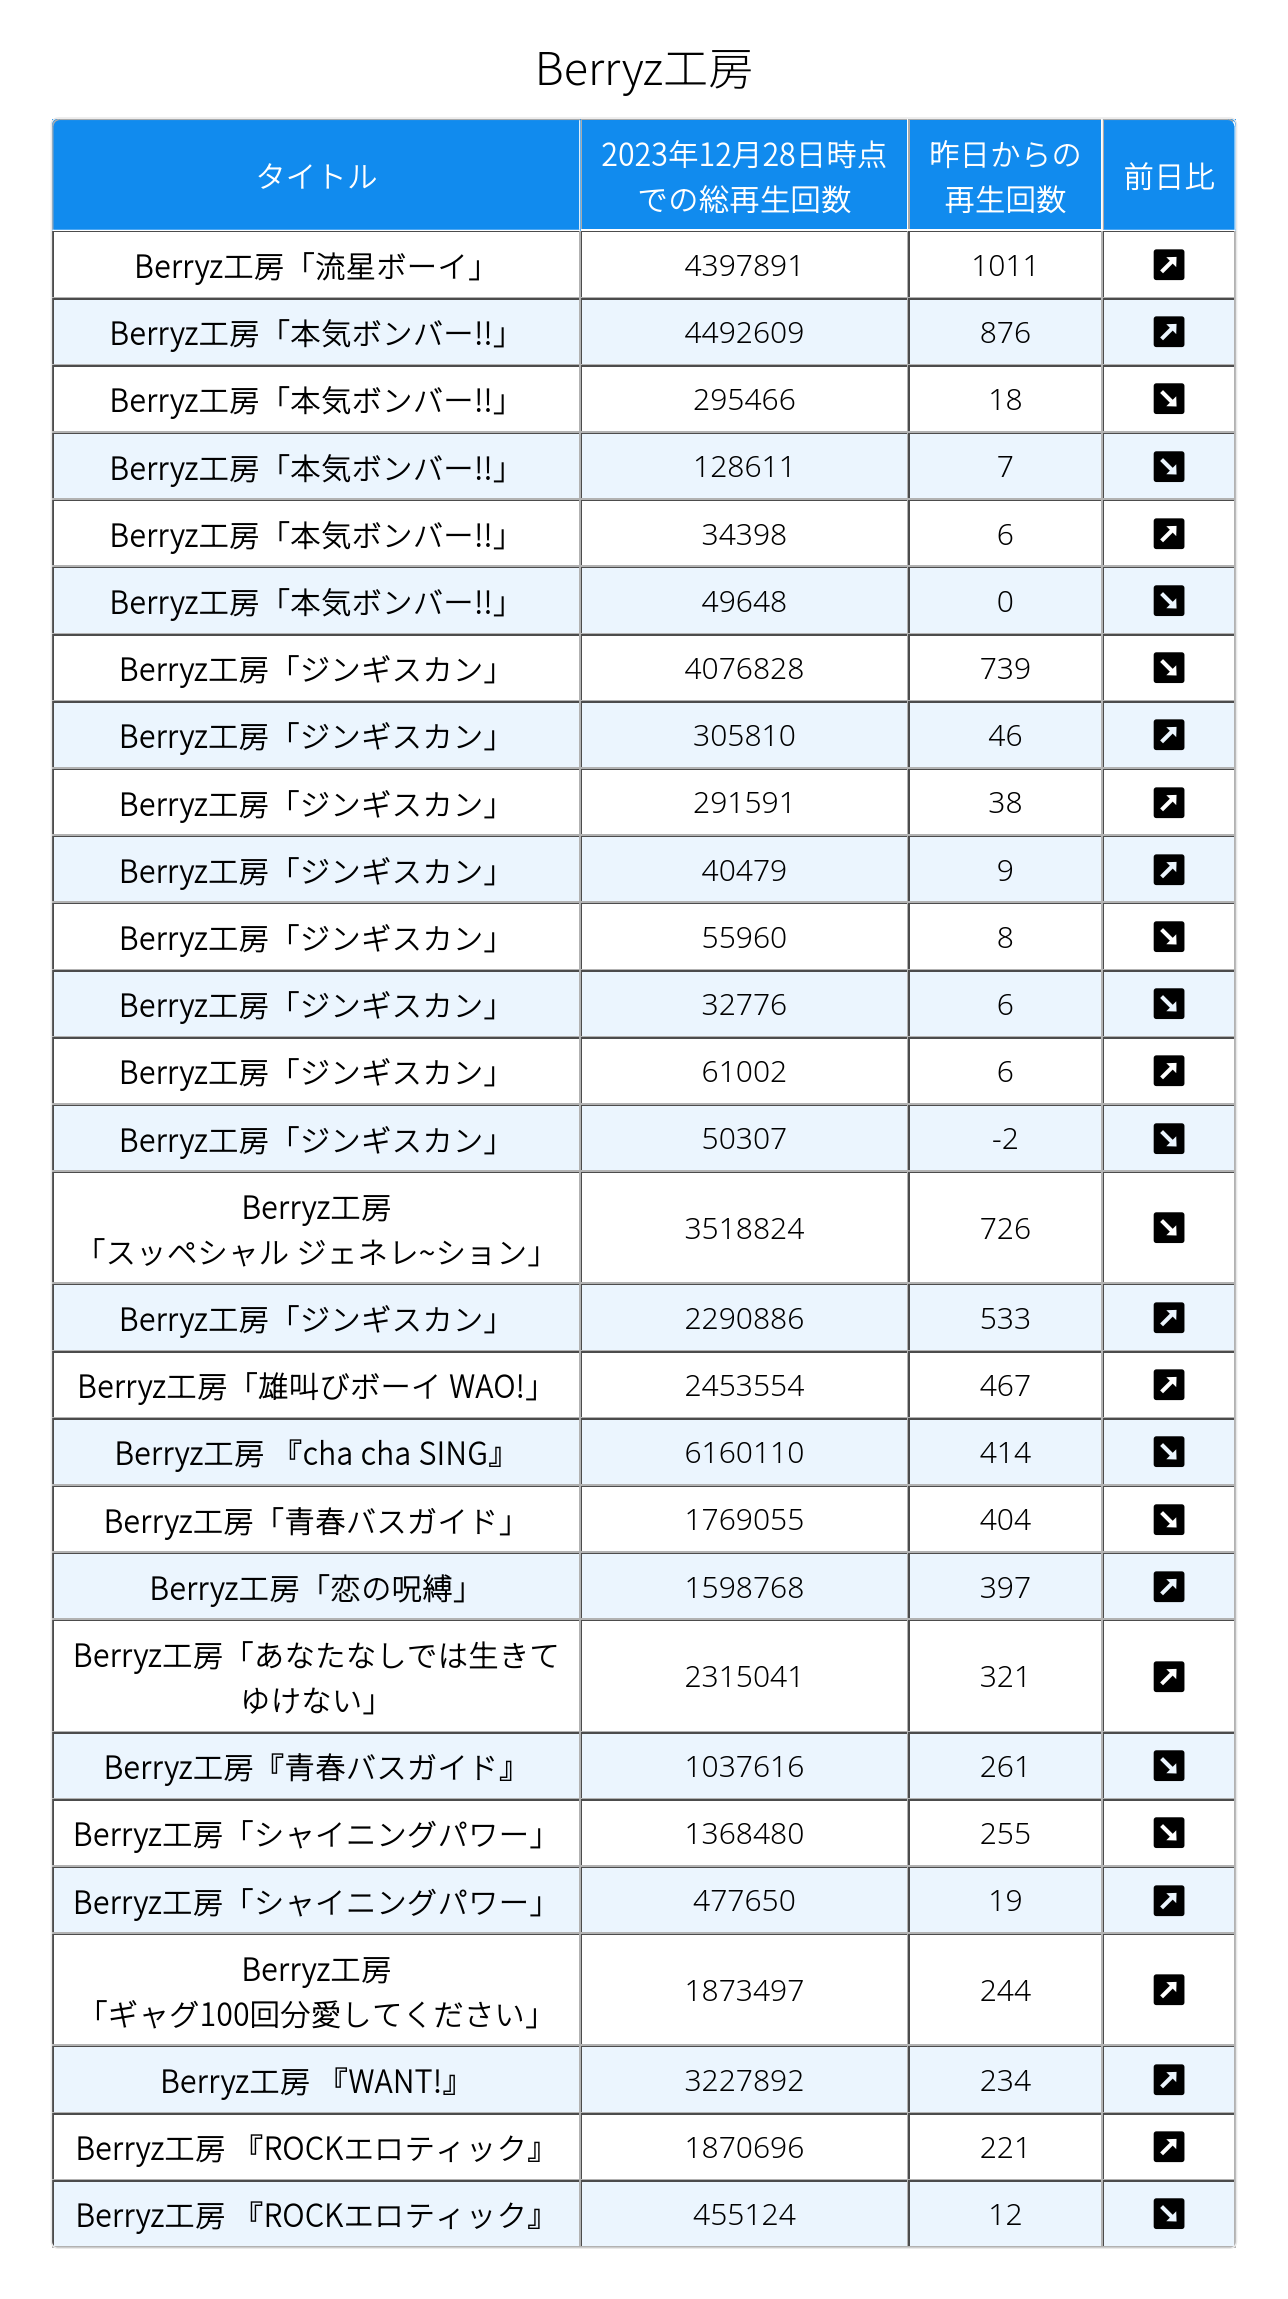 Berryz工房
タイトル 2023年12月28日時点での総再生回数 昨日からの再生回数 前日比
Berryz工房「流星ボーイ」 4397891 1011 ↗
Berryz工房「本気ボンバー!!」 4492609 876 ↗
Berryz工房「本気ボンバー!!」 295466 18 ↘
Berryz工房「本気ボンバー!!」 128611 7 ↘
Berryz工房「本気ボンバー!!」 34398 6 ↗
Berryz工房「本気ボンバー!!」 49648 0 ↘
Berryz工房「ジンギスカン」 4076828 739 ↘
Berryz工房「ジンギスカン」 305810 46 ↗
Berryz工房「ジンギスカン」 291591 38 ↗
Berryz工房「ジンギスカン」 40479 9 ↗
Berryz工房「ジンギスカン」 55960 8 ↘
Berryz工房「ジンギスカン」 32776 6 ↘
Berryz工房「ジンギスカン」 61002 6 ↗
Berryz工房「ジンギスカン」 50307 -2 ↘
Berryz工房
「スッペシャル ジェネレ~ション」 3518824 726 ↘
Berryz工房「ジンギスカン」 2290886 533 ↗
Berryz工房「雄叫びボーイ WAO!」 2453554 467 ↗
Berryz工房 『cha cha SING』 6160110 414 ↘
Berryz工房「青春バスガイド」 1769055 404 ↘
Berryz工房「恋の呪縛」 1598768 397 ↗
Berryz工房「あなたなしでは生きて
ゆけない」 2315041 321 ↗
Berryz工房『青春バスガイド』 1037616 261 ↘
Berryz工房「シャイニングパワー」 1368480 255 ↘
Berryz工房「シャイニングパワー」 477650 19 ↗
Berryz工房
「ギャグ100回分愛してください」 1873497 244 ↗
Berryz工房 『WANT!』 3227892 234 ↗
Berryz工房 『ROCKエロティック』 1870696 221 ↗
Berryz工房 『ROCKエロティック』 455124 12 ↘